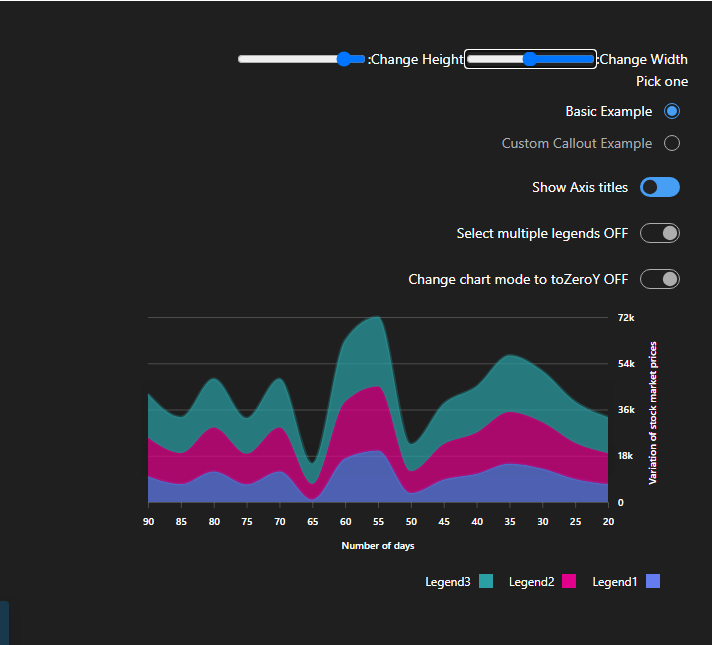 :Change Height :Change Width
Pick one
Basic Example
Custom Callout Example
Show Axis titles
Select multiple legends OFF
Change chart mode to toZeroY OFF
72k
54k
36k
18k
0
Variation of stock market prices
90 85 80 75 70 65 60 55 50 45 40 35 30 25 20
Number of days
Legend3 Legend2 Legend1